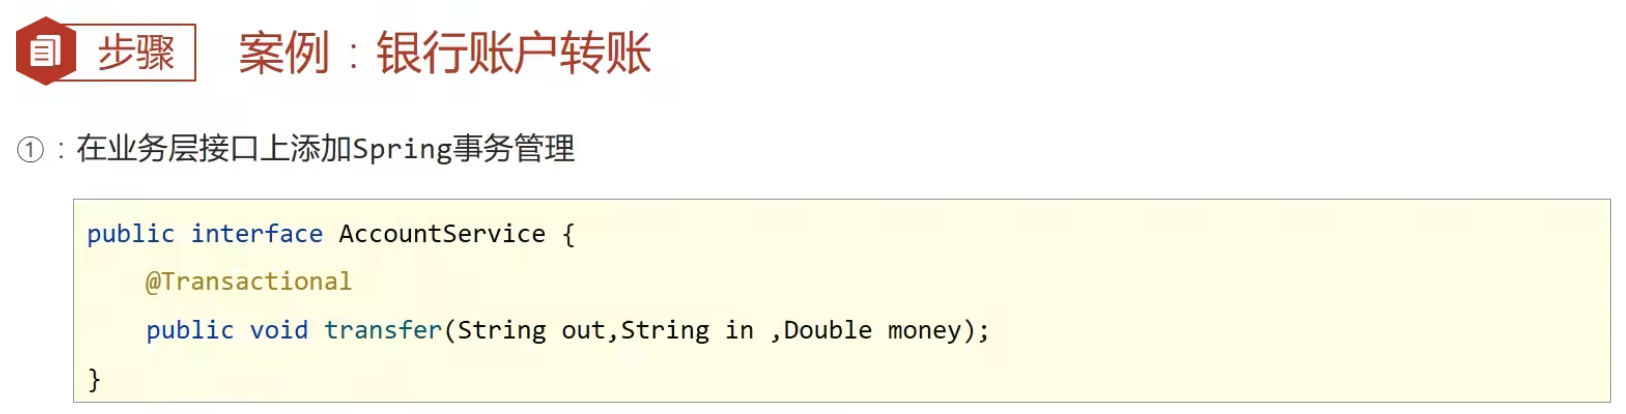 步骤 案例：银行账户转账
①：在业务层接口上添加Spring事务管理
public interface AccountService {
    @Transactional
    public void transfer(String out,String in ,Double money);
}